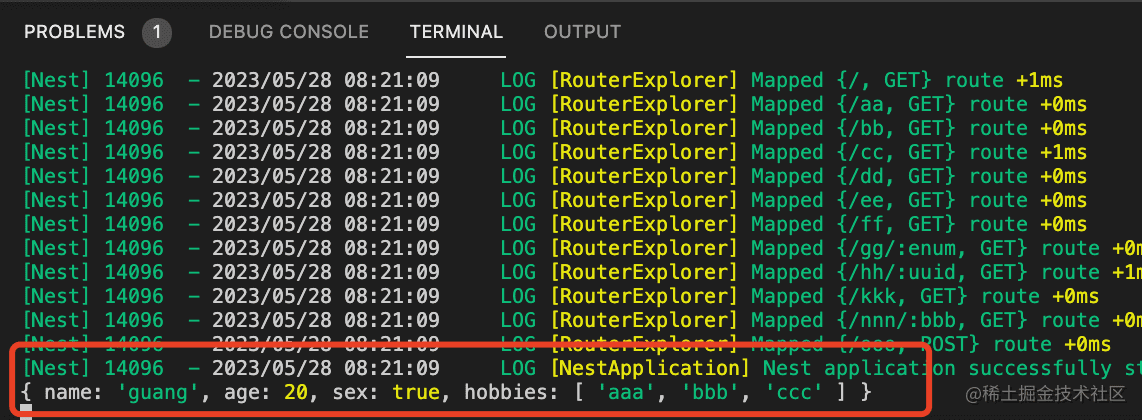 PROBLEMS 1 DEBUG CONSOLE TERMINAL OUTPUT
[Nest] 14096 - 2023/05/28 08:21:09 LOG [RouterExplorer] Mapped {/, GET} route +1ms
[Nest] 14096 - 2023/05/28 08:21:09 LOG [RouterExplorer] Mapped {/aa, GET} route +0ms
[Nest] 14096 - 2023/05/28 08:21:09 LOG [RouterExplorer] Mapped {/bb, GET} route +0ms
[Nest] 14096 - 2023/05/28 08:21:09 LOG [RouterExplorer] Mapped {/cc, GET} route +1ms
[Nest] 14096 - 2023/05/28 08:21:09 LOG [RouterExplorer] Mapped {/dd, GET} route +0ms
[Nest] 14096 - 2023/05/28 08:21:09 LOG [RouterExplorer] Mapped {/ee, GET} route +0ms
[Nest] 14096 - 2023/05/28 08:21:09 LOG [RouterExplorer] Mapped {/ff, GET} route +0ms
[Nest] 14096 - 2023/05/28 08:21:09 LOG [RouterExplorer] Mapped {/gg/:enum, GET} route +0m
[Nest] 14096 - 2023/05/28 08:21:09 LOG [RouterExplorer] Mapped {/hh/:uuid, GET} route +1m
[Nest] 14096 - 2023/05/28 08:21:09 LOG [RouterExplorer] Mapped {/kkk, GET} route +0ms
[Nest] 14096 - 2023/05/28 08:21:09 LOG [RouterExplorer] Mapped {/nnn/:bbb, GET} route +0m
[Nest] 14096 - 2023/05/28 08:21:09 LOG [RouterExplorer] Mapped {/ooo, POST} route +0ms
[Nest] 14096 - 2023/05/28 08:21:09 LOG [NestApplication] Nest application successfully st
{ name: 'guang', age: 20, sex: true, hobbies: [ 'aaa', 'bbb', 'ccc' ] }
@稀土掘金技术社区